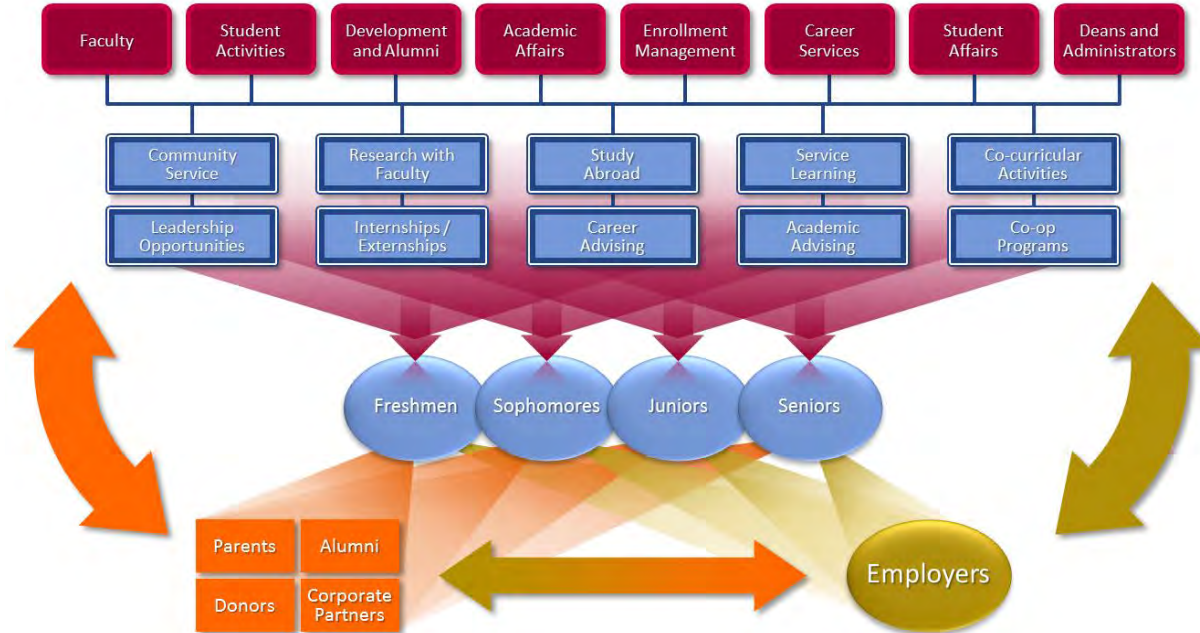 Faculty
Student
Activities
Development
and Alumni
Academic
Affairs
Enrollment
Management
Career
Services
Student
Affairs
Deans and
Administrators
Community
Service
Research with
Faculty
Study
Abroad
Service
Learning
Co-curricular
Activities
Leadership
Opportunities
Internships /
Externships
Career
Advising
Academic
Advising
Co-op
Programs
Freshmen
Sophomores
Juniors
Seniors
Parents
Alumni
Donors
Corporate
Partners
Employers